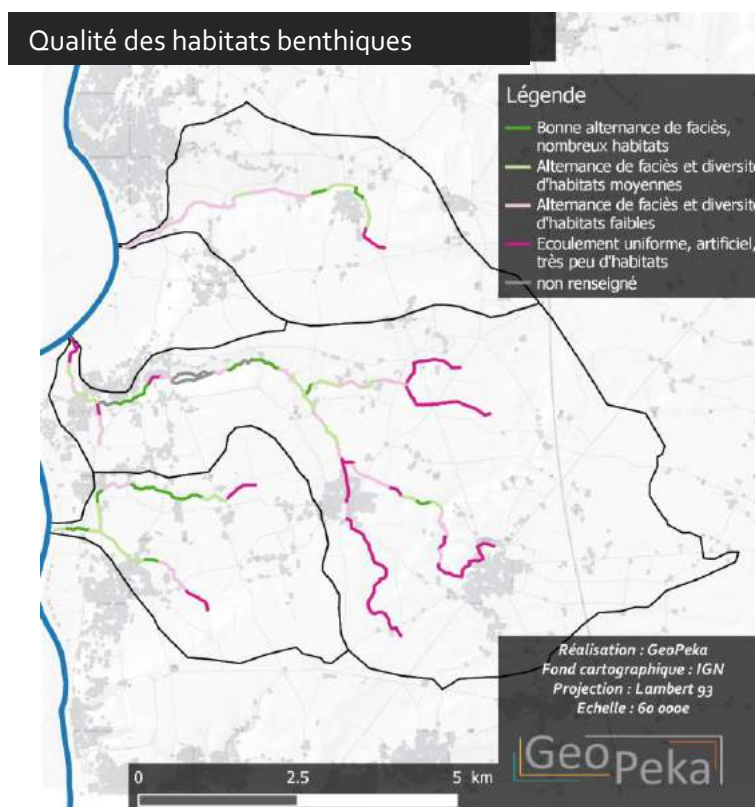 Qualité des habitats benthiques
Légende
Bonne alternance de faciès,
nombreux habitats
Alternance de faciès et diversité
d'habitats moyennes
Alternance de faciès et diversité
d'habitats faibles
Ecoulement uniforme, artificiel,
très peu d'habitats
non renseigné
Réalisation : GeoPeka
Fond cartographique : IGN
Projection : Lambert 93
Echelle : 60 000e
GeoPeka
0 2.5 5 km